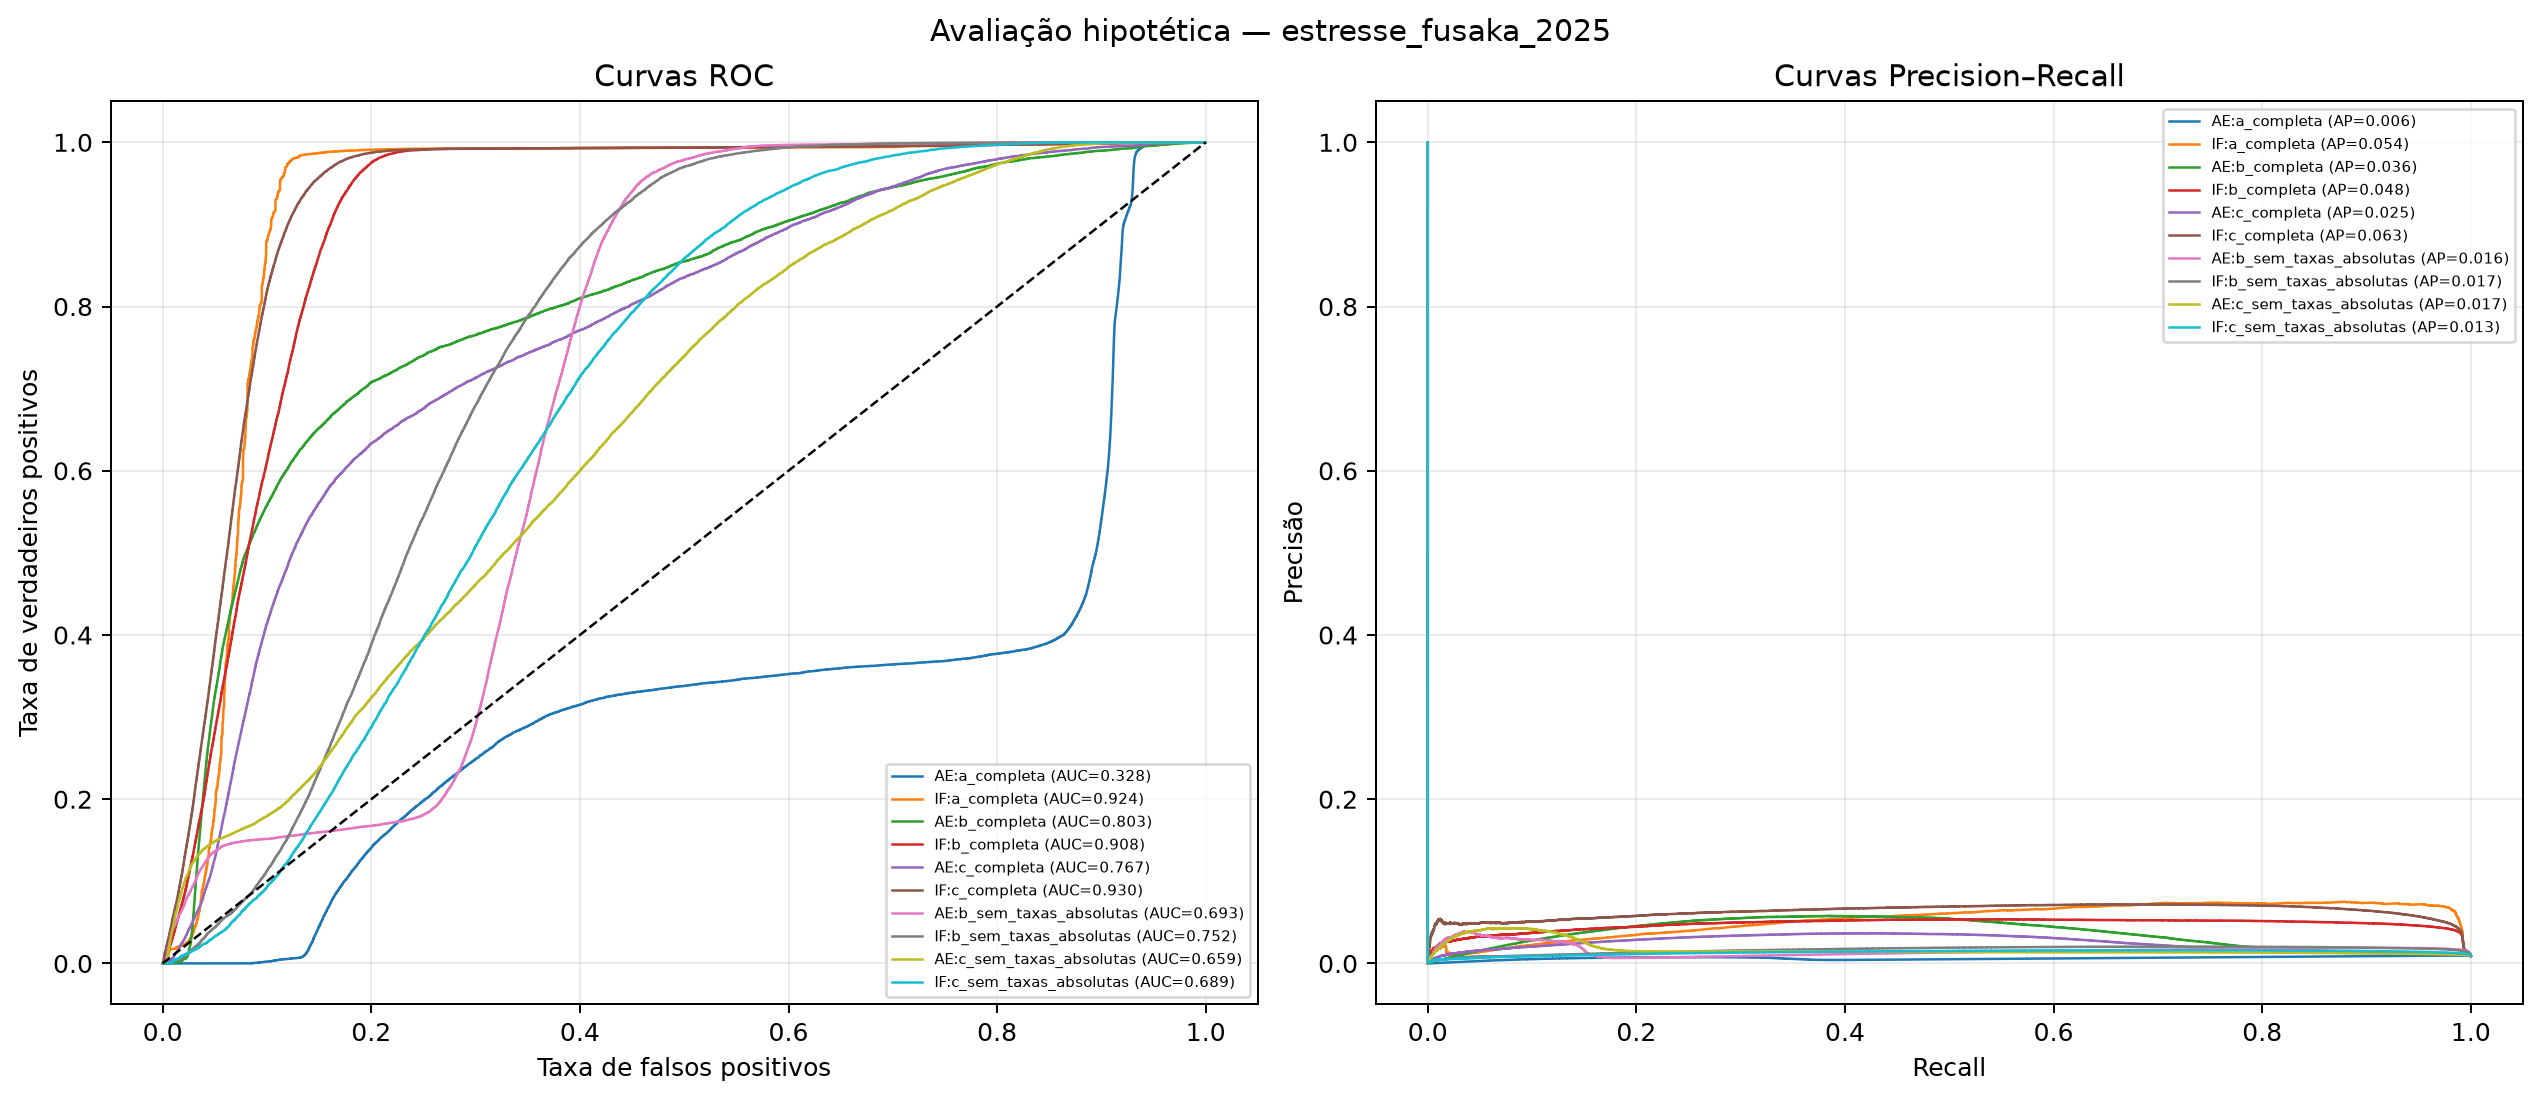 Avaliação hipotética — estresse_fusaka_2025
Curvas ROC
Taxa de verdadeiros positivos
1.0
0.8
0.6
0.4
0.2
0.0
AE:a_completa (AUC=0.328)
IF:a_completa (AUC=0.924)
AE:b_completa (AUC=0.803)
IF:b_completa (AUC=0.908)
AE:c_completa (AUC=0.767)
IF:c_completa (AUC=0.930)
AE:b_sem_taxas_absolutas (AUC=0.693)
IF:b_sem_taxas_absolutas (AUC=0.752)
AE:c_sem_taxas_absolutas (AUC=0.659)
IF:c_sem_taxas_absolutas (AUC=0.689)
0.0 0.2 0.4 0.6 0.8 1.0
Taxa de falsos positivos
Curvas Precision–Recall
Precisão
1.0
0.8
0.6
0.4
0.2
0.0
AE:a_completa (AP=0.006)
IF:a_completa (AP=0.054)
AE:b_completa (AP=0.036)
IF:b_completa (AP=0.048)
AE:c_completa (AP=0.025)
IF:c_completa (AP=0.063)
AE:b_sem_taxas_absolutas (AP=0.016)
IF:b_sem_taxas_absolutas (AP=0.017)
AE:c_sem_taxas_absolutas (AP=0.017)
IF:c_sem_taxas_absolutas (AP=0.013)
0.0 0.2 0.4 0.6 0.8 1.0
Recall